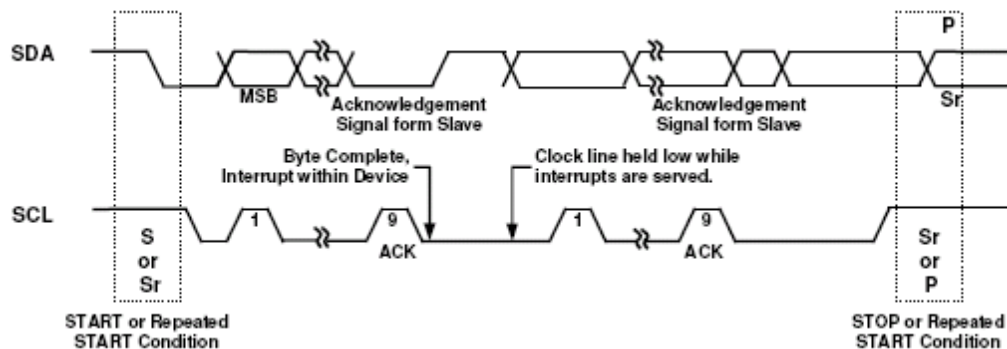 P
SDA
MSB
Acknowledgement
Signal form Slave
Acknowledgement
Signal form Slave
Sr
Byte Complete,
Interrupt within Device
Clock line held low while
interrupts are served.
SCL
1
9
1
9
S
or
Sr
ACK
ACK
Sr
or
P
START or Repeated
START Condition
STOP or Repeated
START Condition